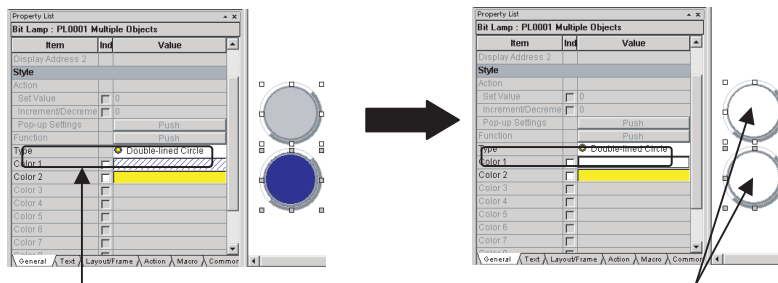 Property List
Bit Lamp : PL0001 Multiple Objects
Item Ind Value
Display Address 2
Style
Action
Set Value 0
Increment/Decreme 0
Pop-up Settings Push
Function Push
Type Double-lined Circle
Color 1
Color 2
Color 3
Color 4
Color 5
Color 6
Color 7
General Text Layout/Frame Action Macro Common
Property List
Bit Lamp : PL0001 Multiple Objects
Item Ind Value
Display Address 2
Style
Action
Set Value 0
Increment/Decreme 0
Pop-up Settings Push
Function Push
Type Double-lined Circle
Color 1
Color 2
Color 3
Color 4
Color 5
Color 6
Color 7
General Text Layout/Frame Action Macro Common